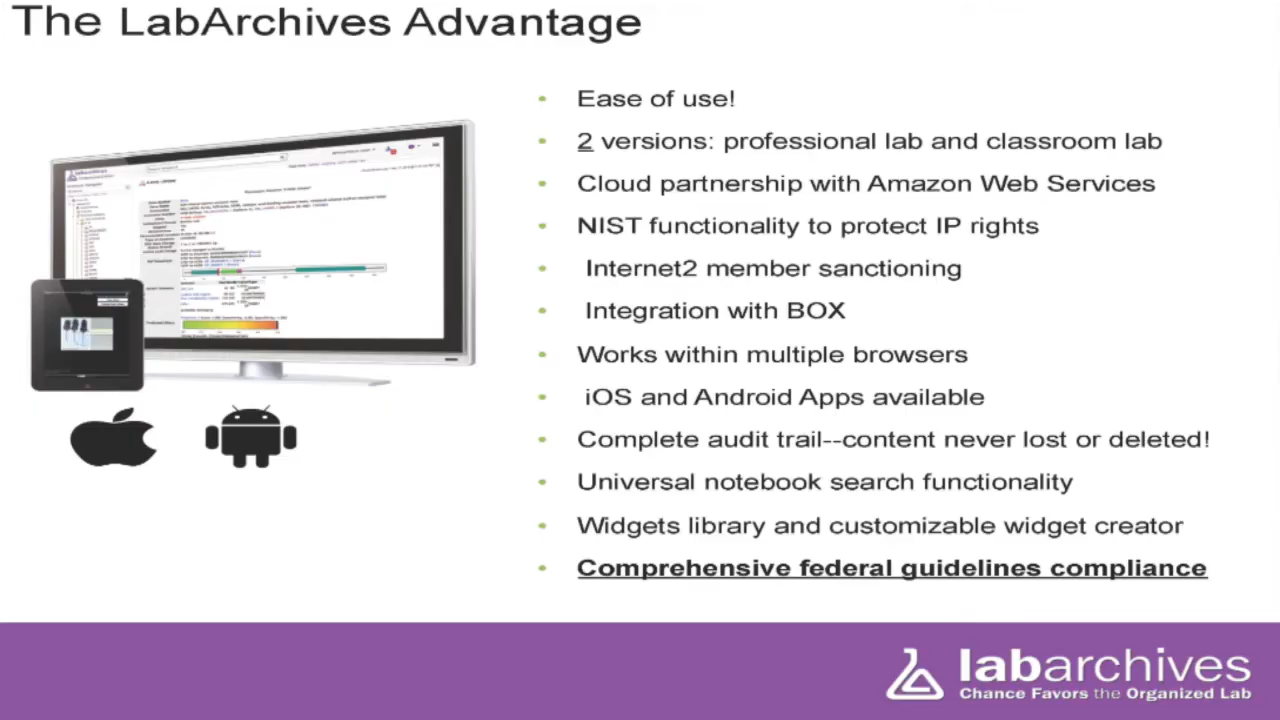 The LabArchives Advantage
Ease of use!
2 versions: professional lab and classroom lab
Cloud partnership with Amazon Web Services
NIST functionality to protect IP rights
Internet2 member sanctioning
Integration with BOX
Works within multiple browsers
iOS and Android Apps available
Complete audit trail--content never lost or deleted!
Universal notebook search functionality
Widgets library and customizable widget creator
Comprehensive federal guidelines compliance
labarchives
labarchives
Chance Favors the Organized Lab